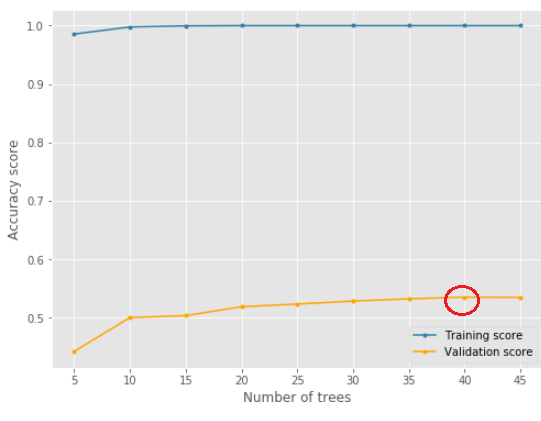 1.0
0.9
0.8
0.7
0.6
0.5
Accuracy score
Training score
Validation score
5 10 15 20 25 30 35 40 45
Number of trees